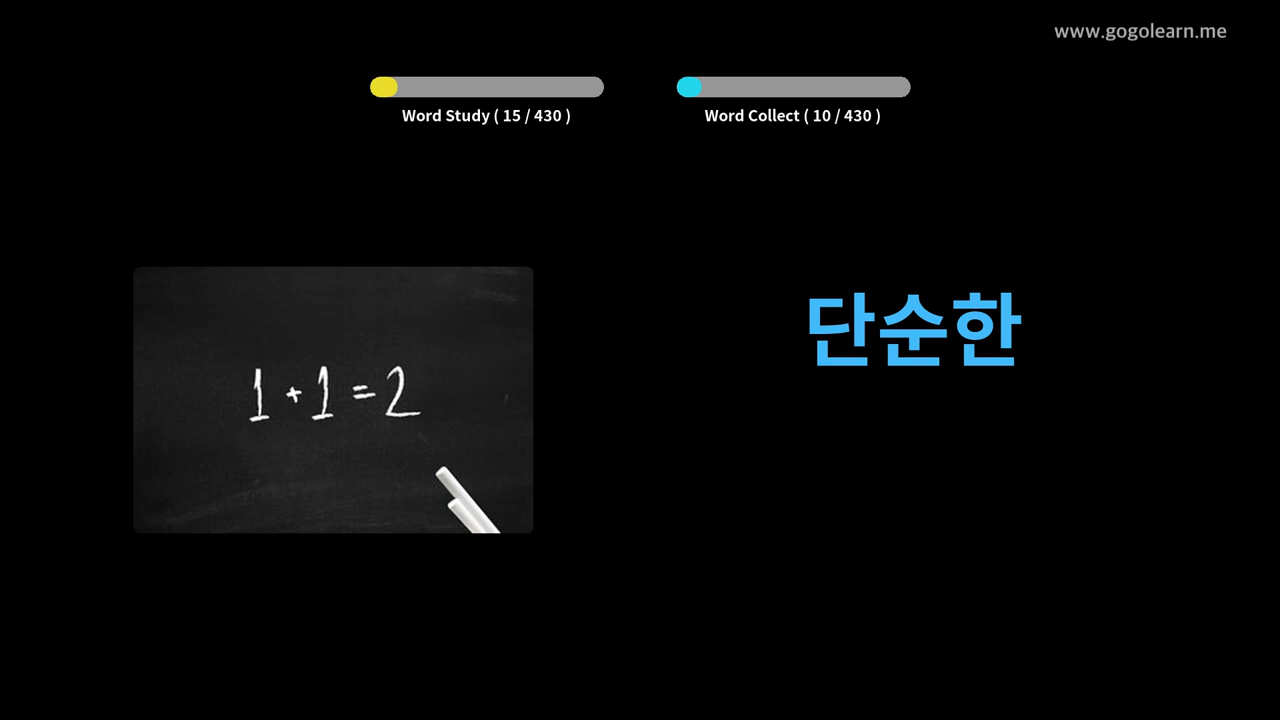 www.gogolearn.me
Word Study ( 15 / 430 )
Word Collect ( 10 / 430 )
단순한
1 + 1 = 2